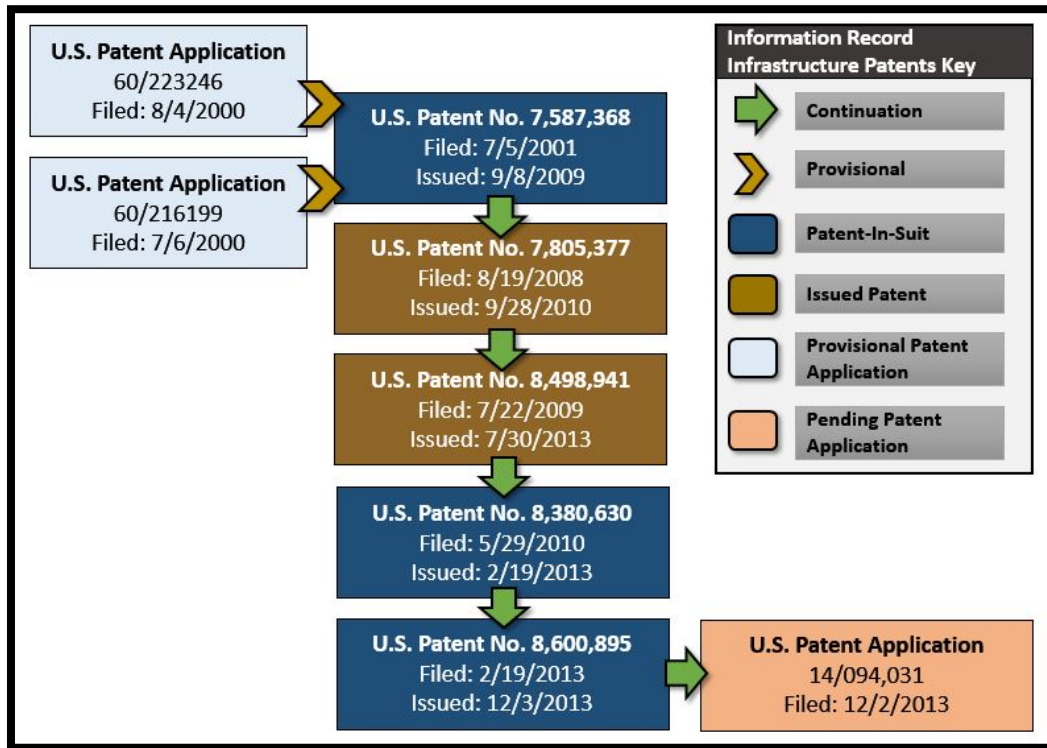 U.S. Patent Application
60/223246
Filed: 8/4/2000
U.S. Patent Application
60/216199
Filed: 7/6/2000
U.S. Patent No. 7,587,368
Filed: 7/5/2001
Issued: 9/8/2009
U.S. Patent No. 7,805,377
Filed: 8/19/2008
Issued: 9/28/2010
U.S. Patent No. 8,498,941
Filed: 7/22/2009
Issued: 7/30/2013
U.S. Patent No. 8,380,630
Filed: 5/29/2010
Issued: 2/19/2013
U.S. Patent No. 8,600,895
Filed: 2/19/2013
Issued: 12/3/2013
U.S. Patent Application
14/094,031
Filed: 12/2/2013
Information Record
Infrastructure Patents Key
Continuation
Provisional
Patent-In-Suit
Issued Patent
Provisional Patent
Application
Pending Patent
Application